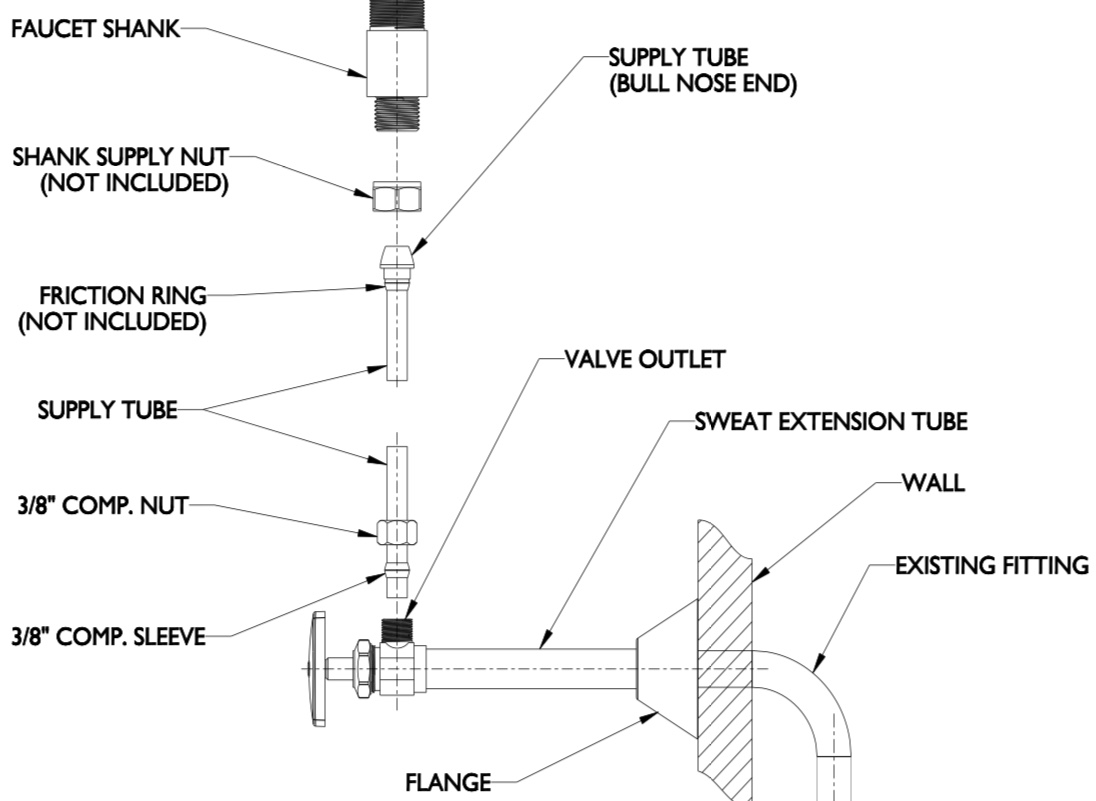 FAUCET SHANK
SUPPLY TUBE
(BULL NOSE END)
SHANK SUPPLY NUT
(NOT INCLUDED)
FRICTION RING
(NOT INCLUDED)
VALVE OUTLET
SUPPLY TUBE
SWEAT EXTENSION TUBE
WALL
3/8" COMP. NUT
EXISTING FITTING
3/8" COMP. SLEEVE
FLANGE